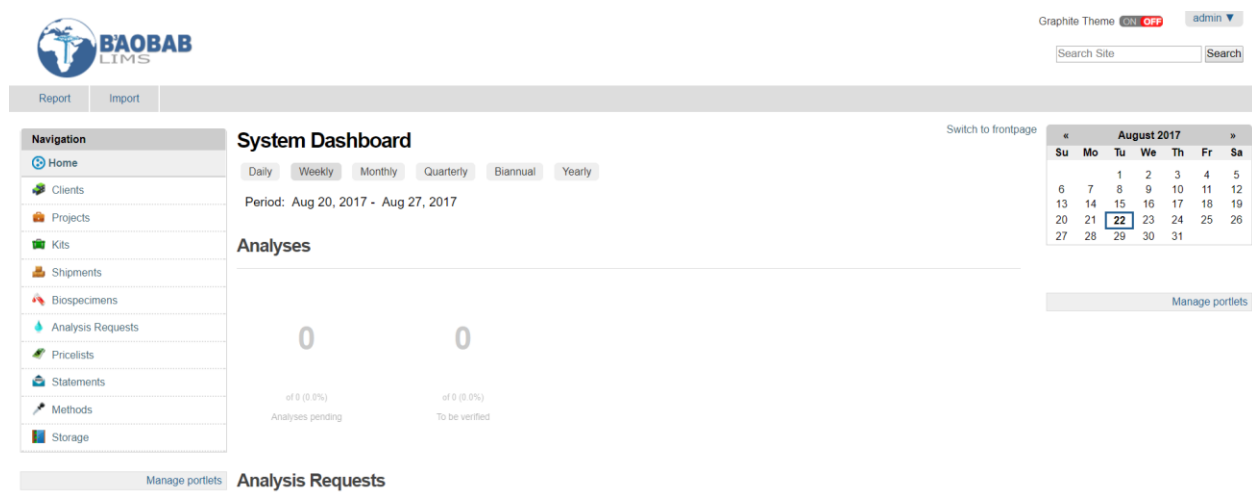 Graphite Theme ON OFF admin ▼
B'AOBAB
LIMS
Search Site Search
Report Import
Navigation
Home
Clients
Projects
Kits
Shipments
Biospecimens
Analysis Requests
Pricelists
Statements
Methods
Storage
Manage portlets
System Dashboard
Switch to frontpage
Daily Weekly Monthly Quarterly Biannual Yearly
Period: Aug 20, 2017 - Aug 27, 2017
Analyses
0 0
of 0 (0.0%) of 0 (0.0%)
Analyses pending To be verified
Analysis Requests
« August 2017 »
Su Mo Tu We Th Fr Sa
1 2 3 4 5
6 7 8 9 10 11 12
13 14 15 16 17 18 19
20 21 22 23 24 25 26
27 28 29 30 31
Manage portlets